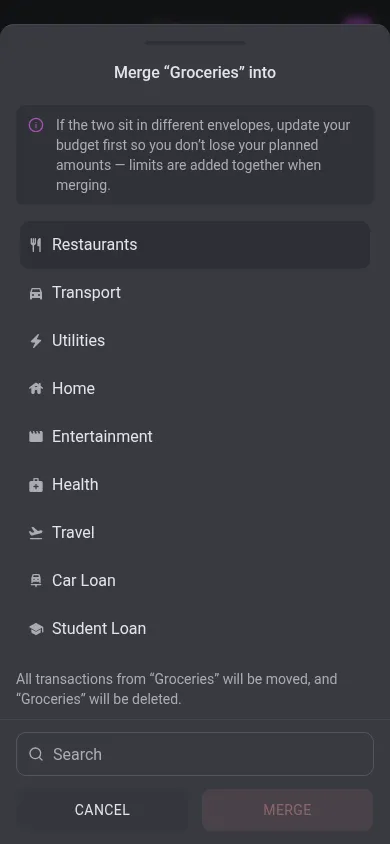 Merge “Groceries” into
If the two sit in different envelopes, update your
budget first so you don’t lose your planned
amounts — limits are added together when
merging.
Restaurants
Transport
Utilities
Home
Entertainment
Health
Travel
Car Loan
Student Loan
All transactions from “Groceries” will be moved, and
“Groceries” will be deleted.
Search
CANCEL
MERGE